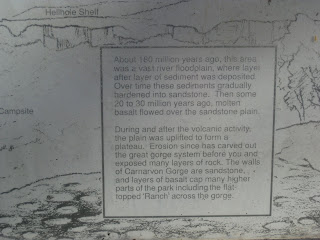 Hellhole Shelf
Campsite
About 180 million years ago, this area
was a vast river floodplain, where layer
after layer of sediment was deposited.
Over time these sediments gradually
hardened into sandstone. Then some
20 to 30 million years ago, molten
basalt flowed over the sandstone plain.
During and after the volcanic activity,
the plain was uplifted to form a
plateau. Erosion since has carved out
the great gorge system before you and
exposed many layers of rock. The walls
of Carnarvon Gorge are sandstone,
and layers of basalt cap many higher
parts of the park including the flat-
topped 'Ranch' across the gorge.